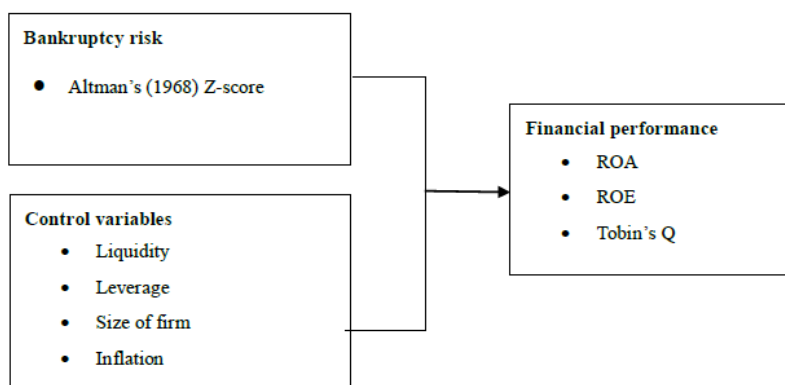 Bankruptcy risk
● Altman’s (1968) Z-score
Control variables
• Liquidity
• Leverage
• Size of firm
• Inflation
Financial performance
• ROA
• ROE
• Tobin’s Q